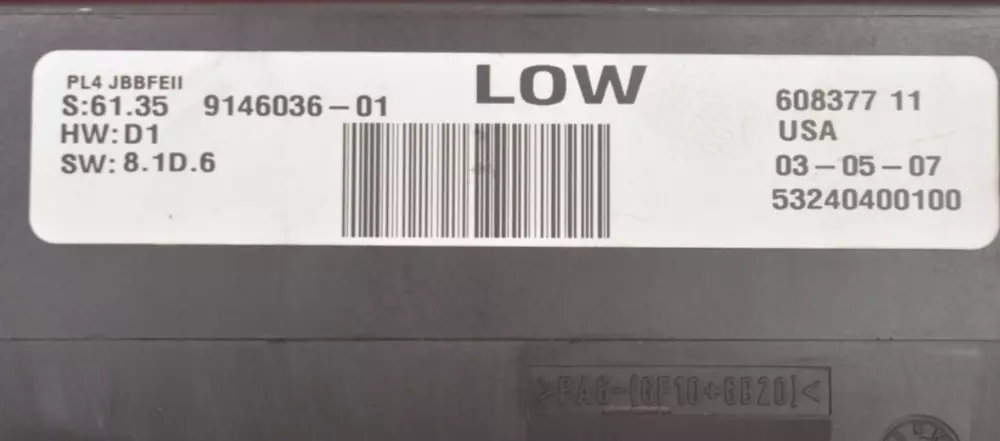 LOW
PL4 JBBFEII
S:61.35 9146036-01
HW:D1
SW:8.1D.6
608377 11
USA
03-05-07
53240400100
>PA6-(GF10+GB20)<